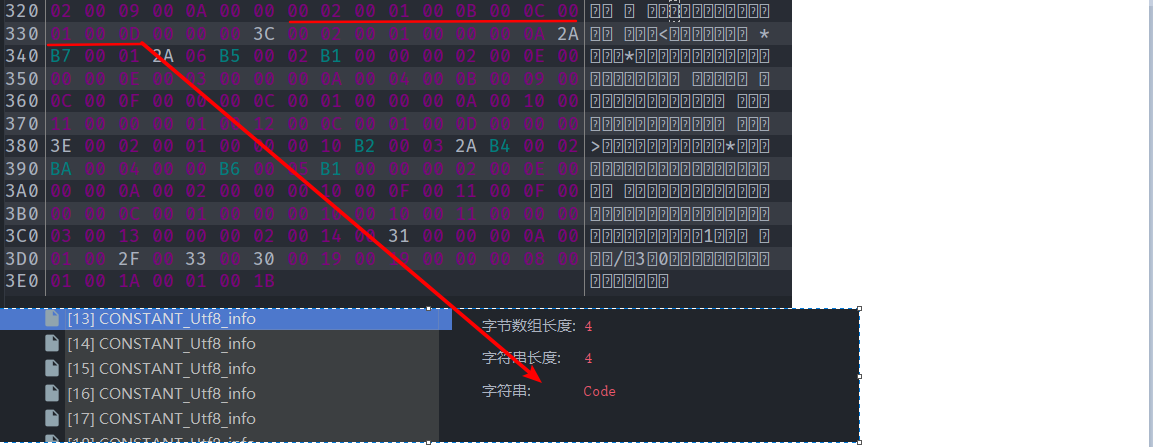 320 02 00 09 00 0A 00 00 00 02 00 01 00 0B 00 0C 00
330 01 00 0D 00 00 00 3C 00 02 00 01 00 00 00 0A 2A < *
340 B7 00 01 2A 06 B5 00 02 B1 00 00 00 02 00 0E 00 *
350 00 00 0E 00 03 00 00 00 0A 00 04 00 0B 00 09 00
360 0C 00 0F 00 00 00 0C 00 01 00 00 00 0A 00 10 00
370 11 00 00 00 01 00 12 00 0C 00 01 00 0D 00 00 00
380 3E 00 02 00 01 00 00 00 10 B2 00 03 2A B4 00 02 > *
390 BA 00 04 00 00 B6 00 05 B1 00 00 00 02 00 0E 00
3A0 00 00 0A 00 02 00 00 00 10 00 0F 00 11 00 0F 00
3B0 00 00 0C 00 01 00 00 00 10 00 10 00 11 00 00 00
3C0 03 00 13 00 00 00 02 00 14 00 31 00 00 00 0A 00 1
3D0 01 00 2F 00 33 00 30 00 19 00 00 00 08 00 / 3 0
3E0 01 00 1A 00 01 00 1B
[13] CONSTANT_Utf8_info
[14] CONSTANT_Utf8_info
[15] CONSTANT_Utf8_info
[16] CONSTANT_Utf8_info
[17] CONSTANT_Utf8_info
字节数组长度: 4
字符串长度: 4
字符串: Code